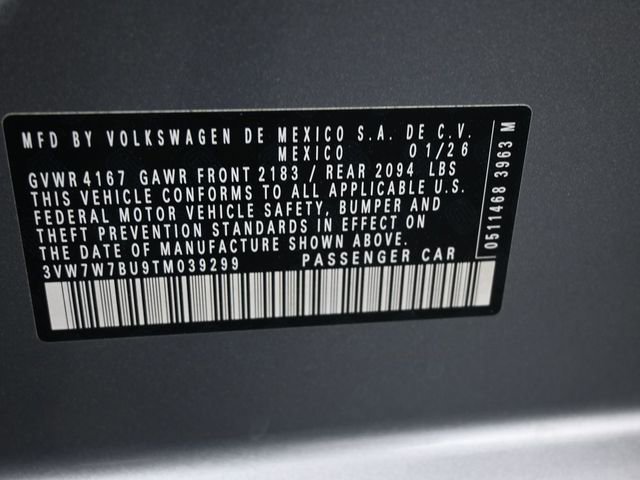 MFD BY VOLKSWAGEN DE MEXICO S.A. DE C.V.
MEXICO 01/26
GVWR 4167 GAWR FRONT 2183 / REAR 2094 LBS
THIS VEHICLE CONFORMS TO ALL APPLICABLE U.S.
FEDERAL MOTOR VEHICLE SAFETY, BUMPER AND
THEFT PREVENTION STANDARDS IN EFFECT ON
THE DATE OF MANUFACTURE SHOWN ABOVE.
3VW7W7BU9TM039299 PASSENGER CAR
0511468 3963 M